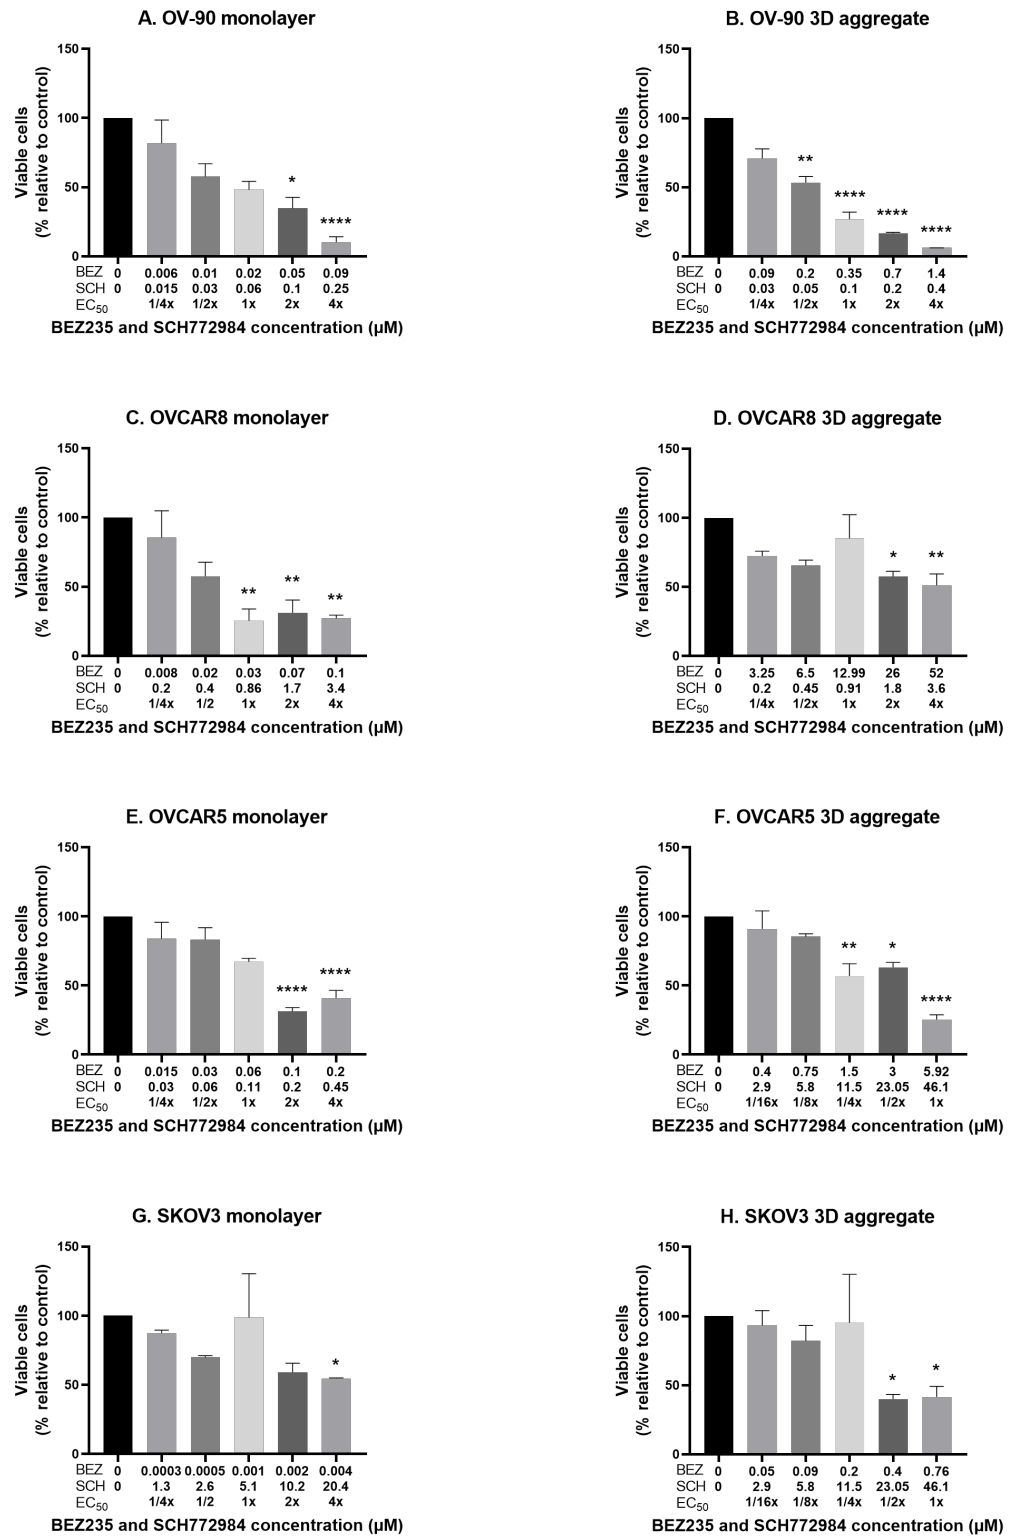 A. OV-90 monolayer
150
100
50
0
Viable cells
(% relative to control)
*
****
BEZ 0 0.006 0.01 0.02 0.05 0.09
SCH 0 0.015 0.03 0.06 0.1 0.25
EC50 1/4x 1/2x 1x 2x 4x
BEZ235 and SCH772984 concentration (µM)
B. OV-90 3D aggregate
150
100
50
0
Viable cells
(% relative to control)
**
****
****
****
BEZ 0 0.09 0.2 0.35 0.7 1.4
SCH 0 0.03 0.05 0.1 0.2 0.4
EC50 1/4x 1/2x 1x 2x 4x
BEZ235 and SCH772984 concentration (µM)
C. OVCAR8 monolayer
150
100
50
0
Viable cells
(% relative to control)
**
**
**
BEZ 0 0.008 0.02 0.03 0.07 0.1
SCH 0 0.2 0.4 0.86 1.7 3.4
EC50 1/4x 1/2 1x 2x 4x
BEZ235 and SCH772984 concentration (µM)
D. OVCAR8 3D aggregate
150
100
50
0
Viable cells
(% relative to control)
*
**
BEZ 0 3.25 6.5 12.99 26 52
SCH 0 0.2 0.45 0.91 1.8 3.6
EC50 1/4x 1/2x 1x 2x 4x
BEZ235 and SCH772984 concentration (µM)
E. OVCAR5 monolayer
150
100
50
0
Viable cells
(% relative to control)
****
****
BEZ 0 0.015 0.03 0.06 0.1 0.2
SCH 0 0.03 0.06 0.11 0.2 0.45
EC50 1/4x 1/2x 1x 2x 4x
BEZ235 and SCH772984 concentration (µM)
F. OVCAR5 3D aggregate
150
100
50
0
Viable cells
(% relative to control)
**
*
****
BEZ 0 0.4 0.75 1.5 3 5.92
SCH 0 2.9 5.8 11.5 23.05 46.1
EC50 1/16x 1/8x 1/4x 1/2x 1x
BEZ235 and SCH772984 concentration (µM)
G. SKOV3 monolayer
150
100
50
0
Viable cells
(% relative to control)
*
BEZ 0 0.0003 0.0005 0.001 0.002 0.004
SCH 0 1.3 2.6 5.1 10.2 20.4
EC50 1/4x 1/2 1x 2x 4x
BEZ235 and SCH772984 concentration (µM)
H. SKOV3 3D aggregate
150
100
50
0
Viable cells
(% relative to control)
*
*
BEZ 0 0.05 0.09 0.2 0.4 0.76
SCH 0 2.9 5.8 11.5 23.05 46.1
EC50 1/16x 1/8x 1/4x 1/2x 1x
BEZ235 and SCH772984 concentration (µM)